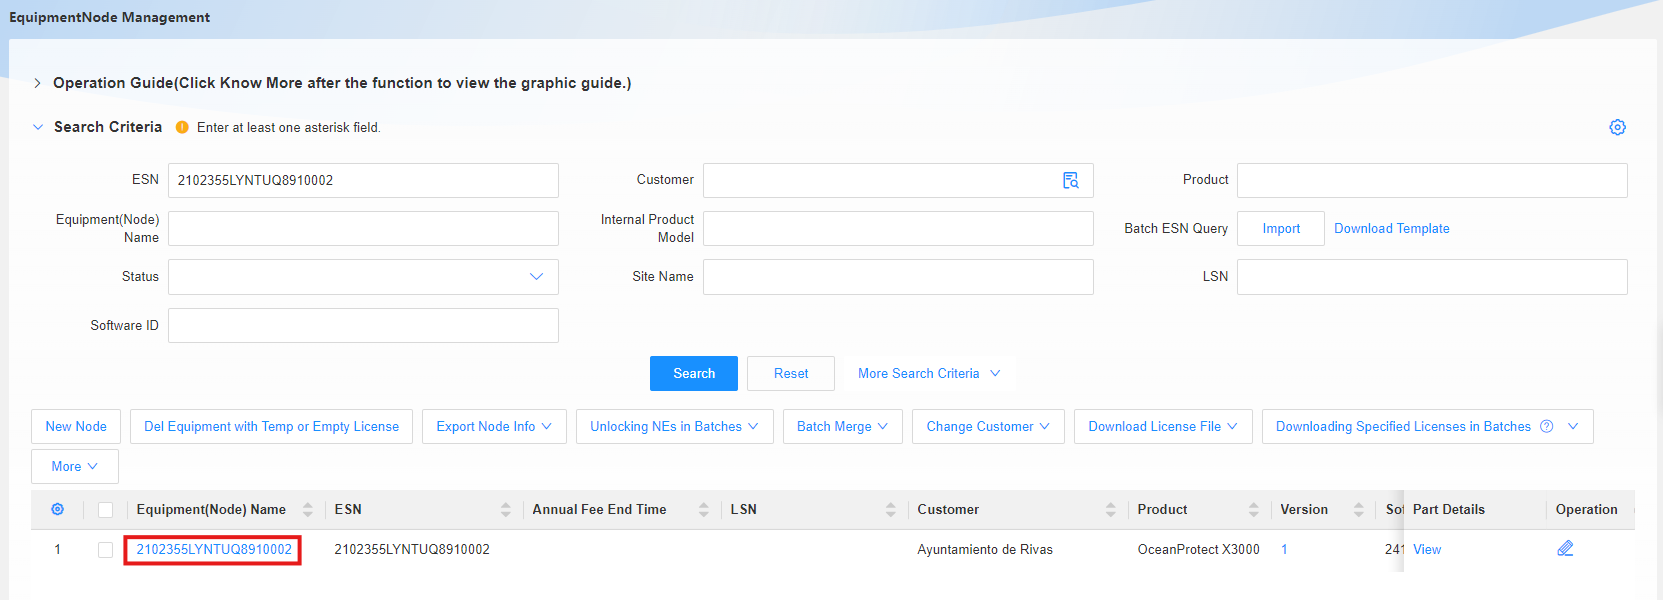 EquipmentNode Management
Operation Guide(Click Know More after the function to view the graphic guide.)
Search Criteria Enter at least one asterisk field.
ESN 2102355LYNTUQ8910002 Customer Product
Equipment(Node) Name Internal Product Model Batch ESN Query Import Download Template
Status Site Name LSN
Software ID
Search Reset More Search Criteria
New Node Del Equipment with Temp or Empty License Export Node Info Unlocking NEs in Batches Batch Merge Change Customer Download License File Downloading Specified Licenses in Batches
More
Equipment(Node) Name ESN Annual Fee End Time LSN Customer Product Version Part Details Operation
1 2102355LYNTUQ8910002 2102355LYNTUQ8910002 Ayuntamiento de Rivas OceanProtect X3000 1 View